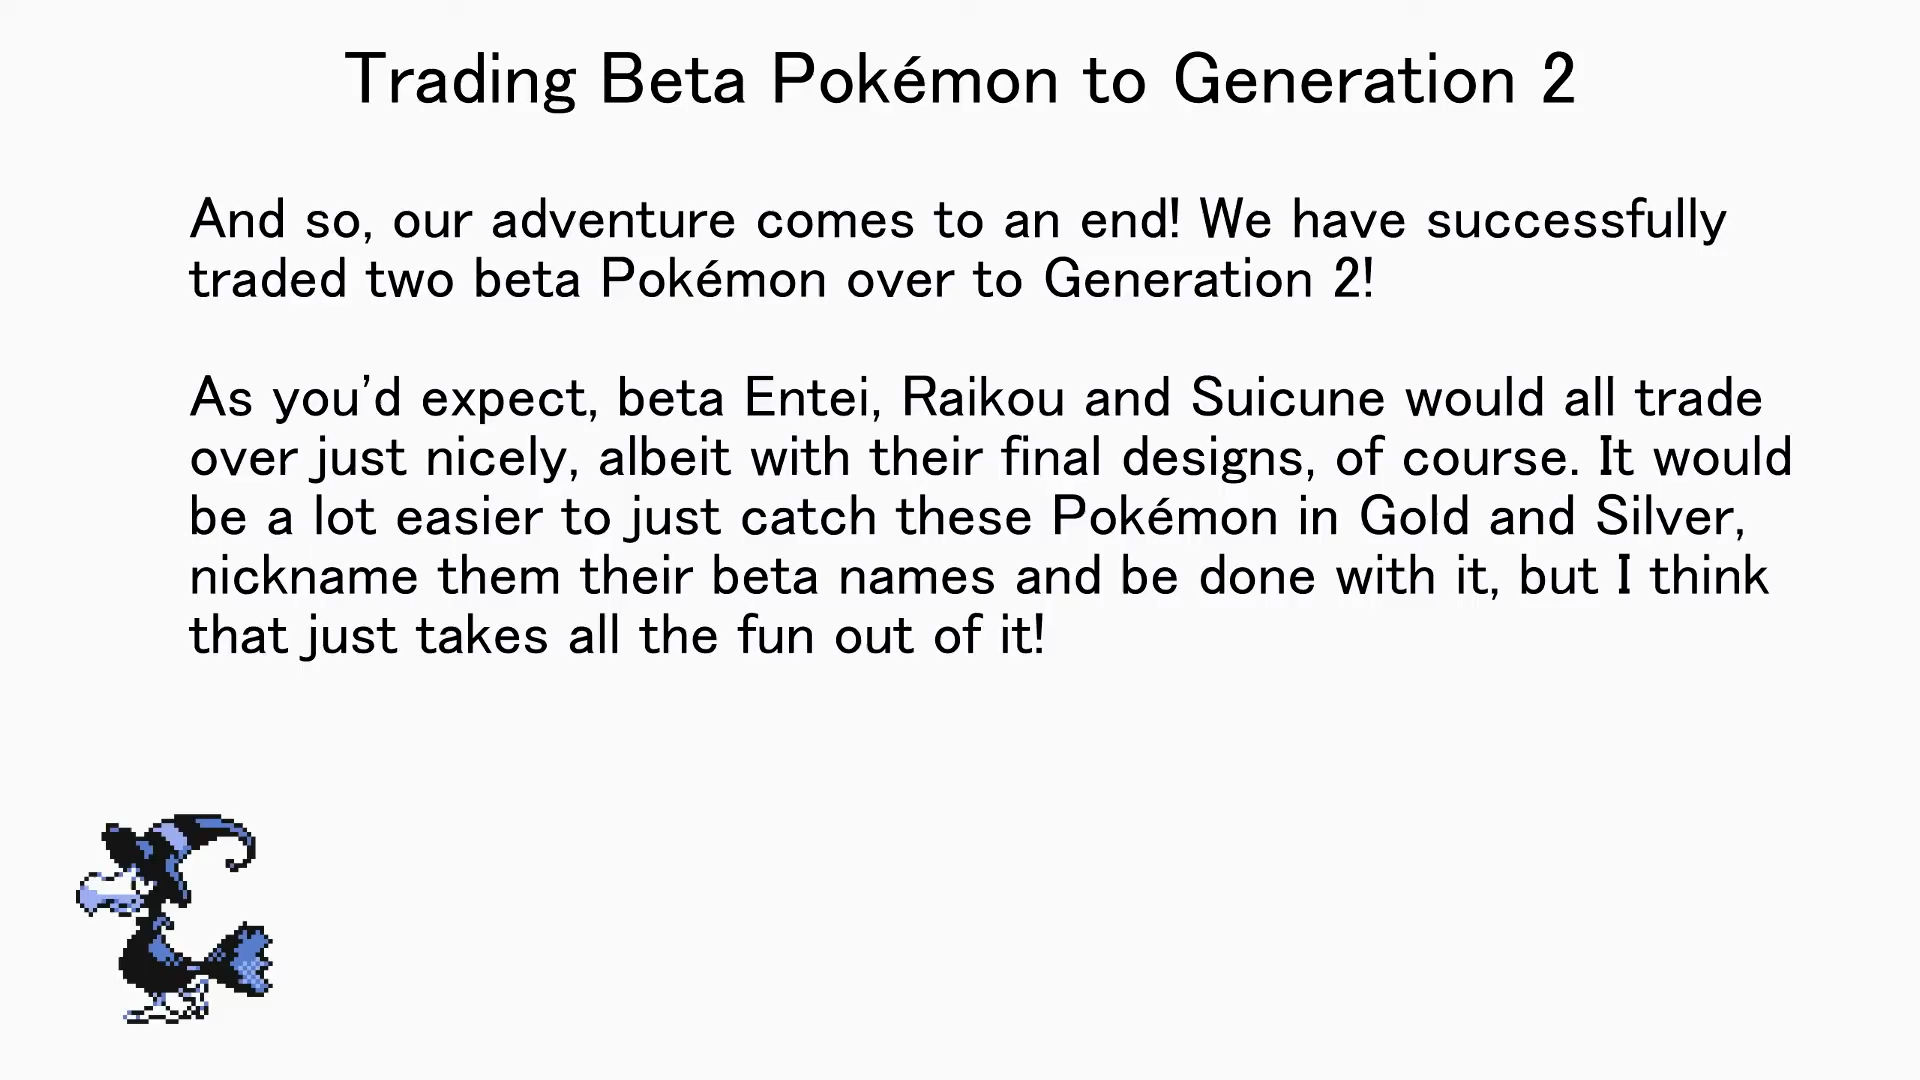 Trading Beta Pokémon to Generation 2
And so, our adventure comes to an end! We have successfully
traded two beta Pokémon over to Generation 2!
As you’d expect, beta Entei, Raikou and Suicune would all trade
over just nicely, albeit with their final designs, of course. It would
be a lot easier to just catch these Pokémon in Gold and Silver,
nickname them their beta names and be done with it, but I think
that just takes all the fun out of it!